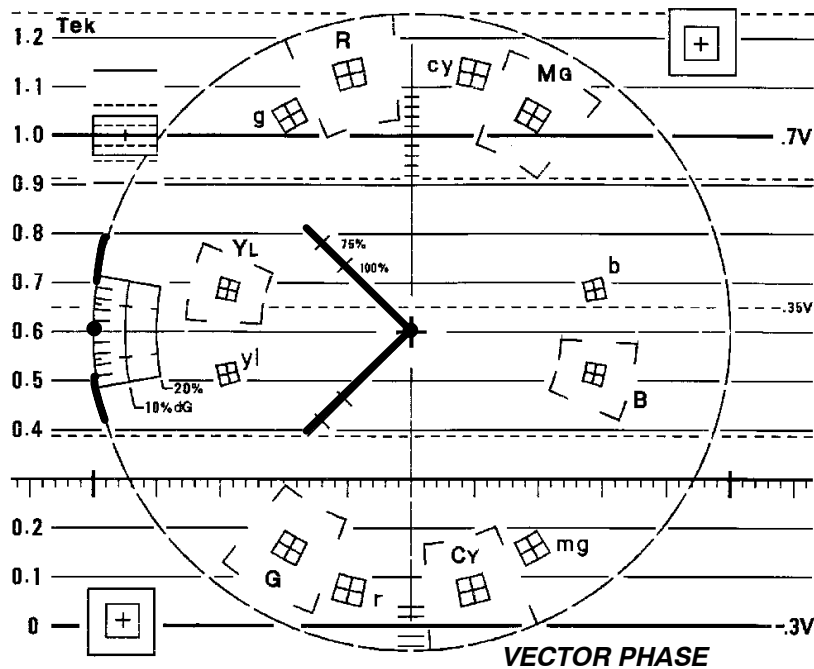 1.2 Tek
R
cy
MG
1.1
g
1.0
.7V
0.9
0.8
75%
YL
100%
b
0.7
.35V
0.6
yl
0.5
-20%
10% dG
B
0.4
0.2
G
CY
mg
0.1
r
0
-.3V
VECTOR PHASE